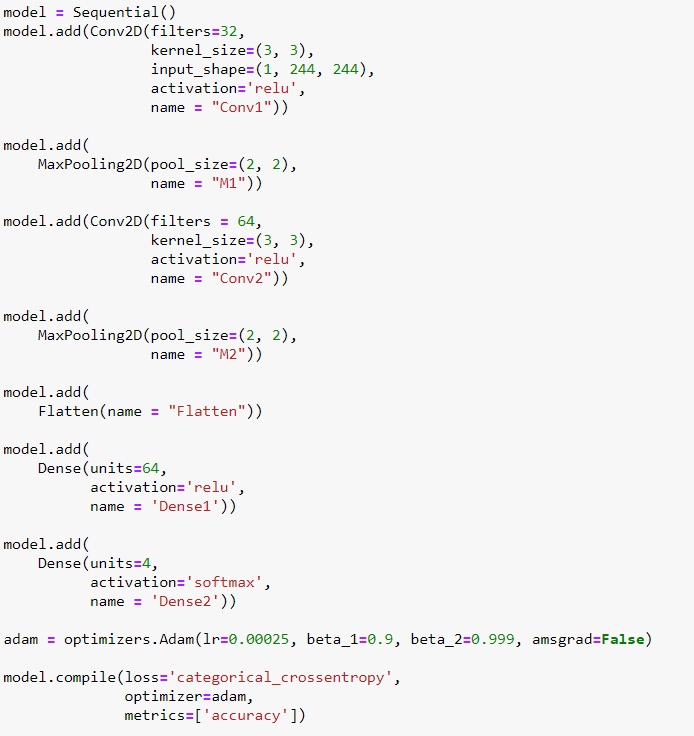 model = Sequential()
model.add(Conv2D(filters=32,
                 kernel_size=(3, 3),
                 input_shape=(1, 244, 244),
                 activation='relu',
                 name = "Conv1"))

model.add(
    MaxPooling2D(pool_size=(2, 2),
                 name = "M1"))

model.add(Conv2D(filters = 64,
                 kernel_size=(3, 3),
                 activation='relu',
                 name = "Conv2"))

model.add(
    MaxPooling2D(pool_size=(2, 2),
                 name = "M2"))

model.add(
    Flatten(name = "Flatten"))

model.add(
    Dense(units=64,
          activation='relu',
          name = 'Dense1'))

model.add(
    Dense(units=4,
          activation='softmax',
          name = 'Dense2'))

adam = optimizers.Adam(lr=0.00025, beta_1=0.9, beta_2=0.999, amsgrad=False)

model.compile(loss='categorical_crossentropy',
              optimizer=adam,
              metrics=['accuracy'])